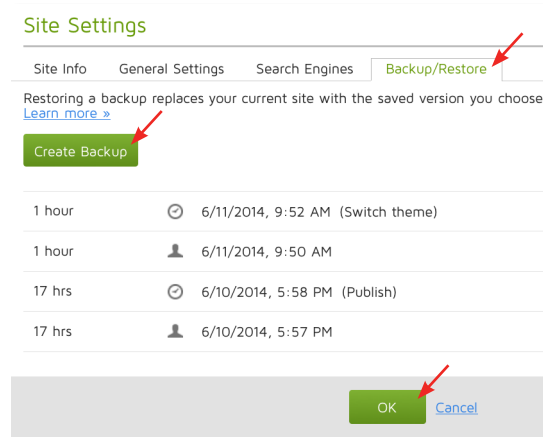 Site Settings
Site Info General Settings Search Engines Backup/Restore
Restoring a backup replaces your current site with the saved version you choose
Learn more »
Create Backup
1 hour 6/11/2014, 9:52 AM (Switch theme)
1 hour 6/11/2014, 9:50 AM
17 hrs 6/10/2014, 5:58 PM (Publish)
17 hrs 6/10/2014, 5:57 PM
OK Cancel